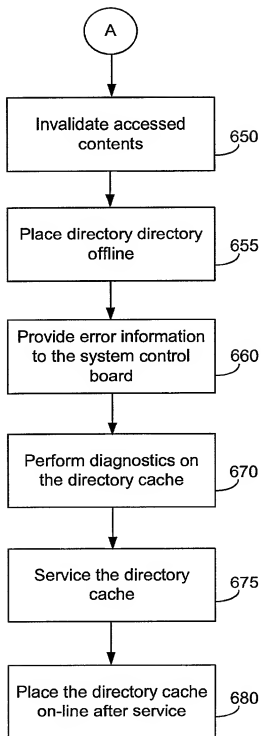 A
Invalidate accessed
contents
650
Place directory directory
offline
655
Provide error information
to the system control
board
660
Perform diagnostics on
the directory cache
670
Service the directory
cache
675
Place the directory cache
on-line after service
680